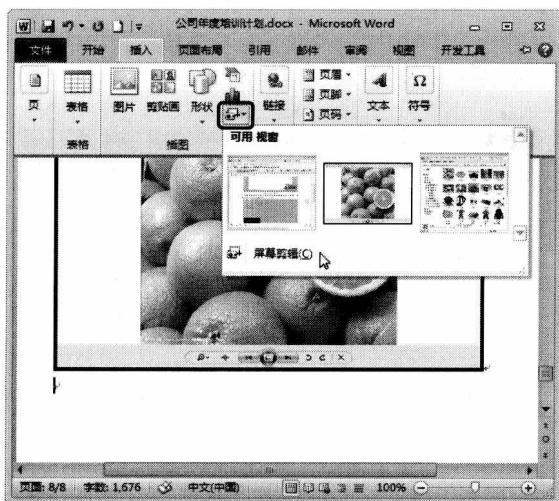 公司年度培训计划.docx - Microsoft Word
文件 开始 插入 页面布局 引用 邮件 审阅 视图 开发工具
页 表格 图片 剪贴画 形状 链接 页眉 页脚 页码 文本 Ω 符号
表格 插图
可用 视窗
屏幕剪辑(C)
页面: 8/8 字数: 1,676 中文(中国) 100%